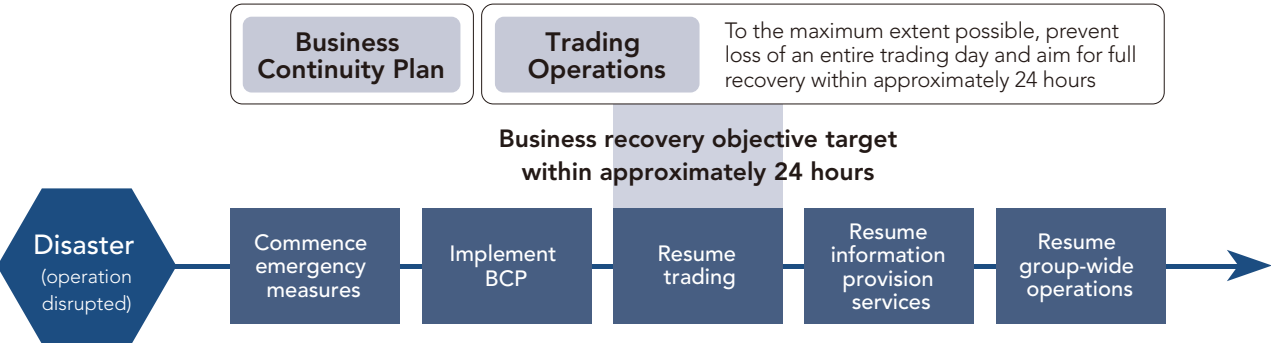 Business
Continuity Plan
Trading
Operations
To the maximum extent possible, prevent
loss of an entire trading day and aim for full
recovery within approximately 24 hours
Business recovery objective target
within approximately 24 hours
Disaster
(operation
disrupted)
Commence
emergency
measures
Implement
BCP
Resume
trading
Resume
information
provision
services
Resume
group-wide
operations